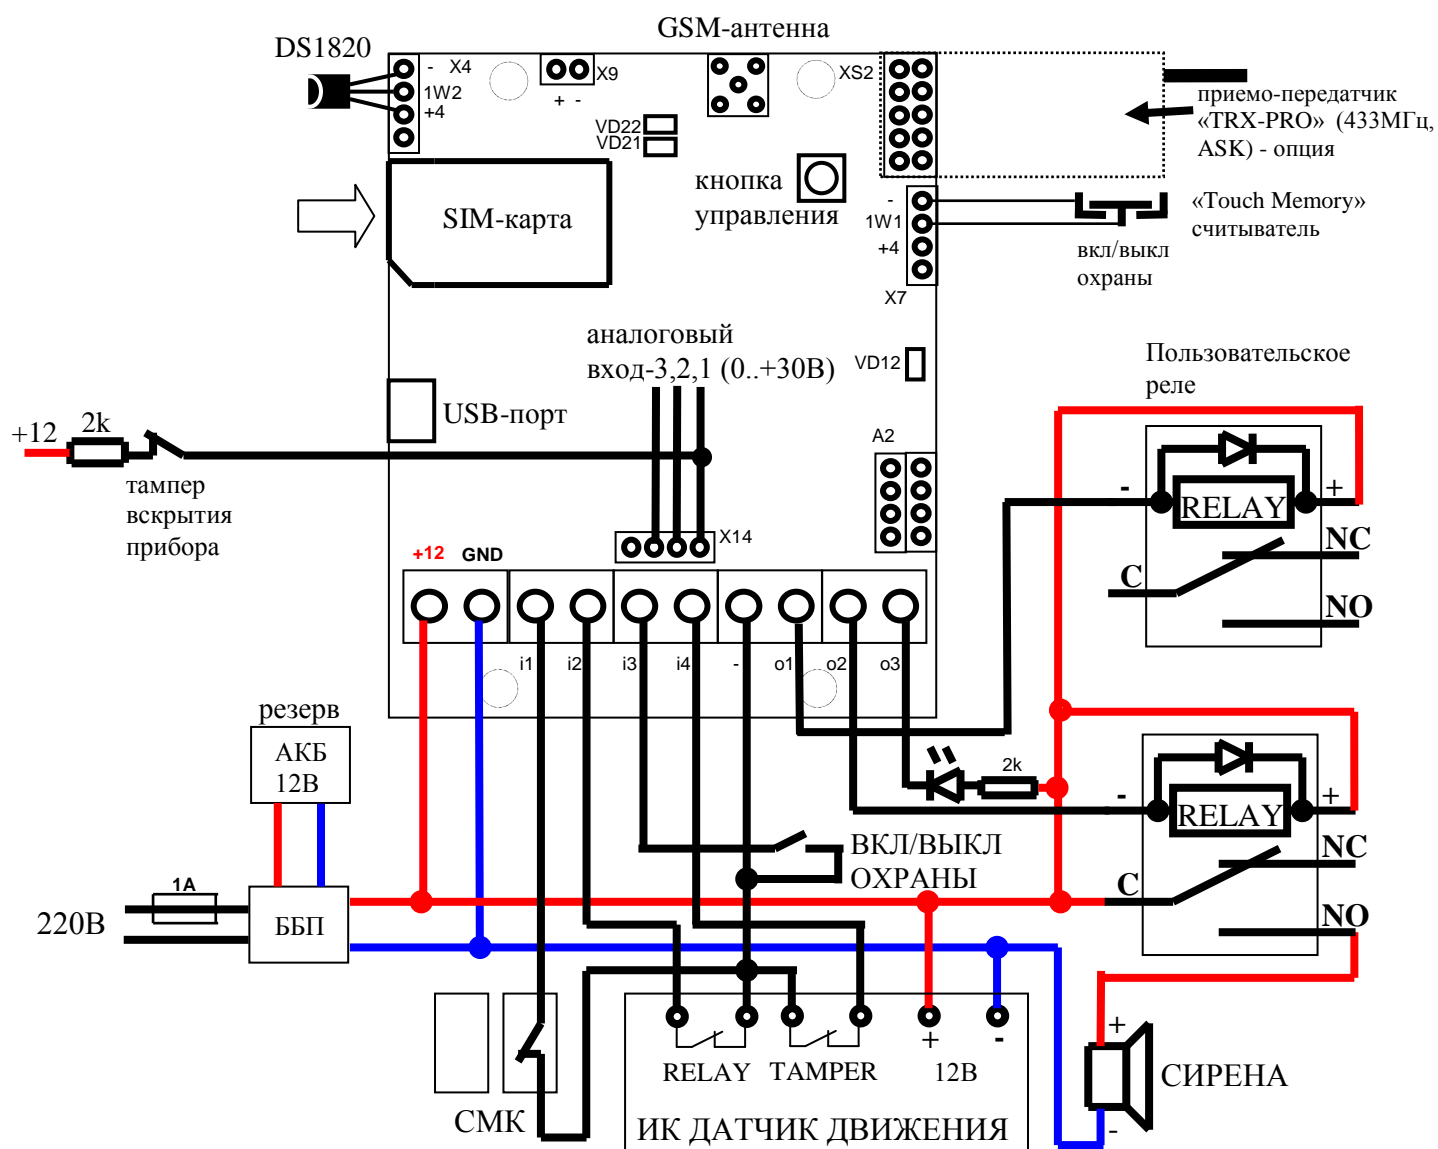 GSM-антенна
DS1820
- X4
1W2
+4
X9
+ -
XS2
VD22
VD21
приемо-передатчик
«TRX-PRO» (433МГц,
ASK) - опция
кнопка
управления
SIM-карта
-
1W1
+4
X7
«Touch Memory»
считыватель
вкл/выкл
охраны
аналоговый
вход-3,2,1 (0..+30В)
VD12
Пользовательское
реле
USB-порт
+12
2k
A2
тампер
вскрытия
прибора
X14
+12 GND
- RELAY +
NC
C
NO
i1 i2 i3 i4 - o1 o2 o3
резерв
АКБ
12В
2k
- RELAY +
NC
C
NO
ВКЛ/ВЫКЛ
ОХРАНЫ
1A
220В
ББП
+ -
RELAY TAMPER 12В
СМК
ИК ДАТЧИК ДВИЖЕНИЯ
+
СИРЕНА
-